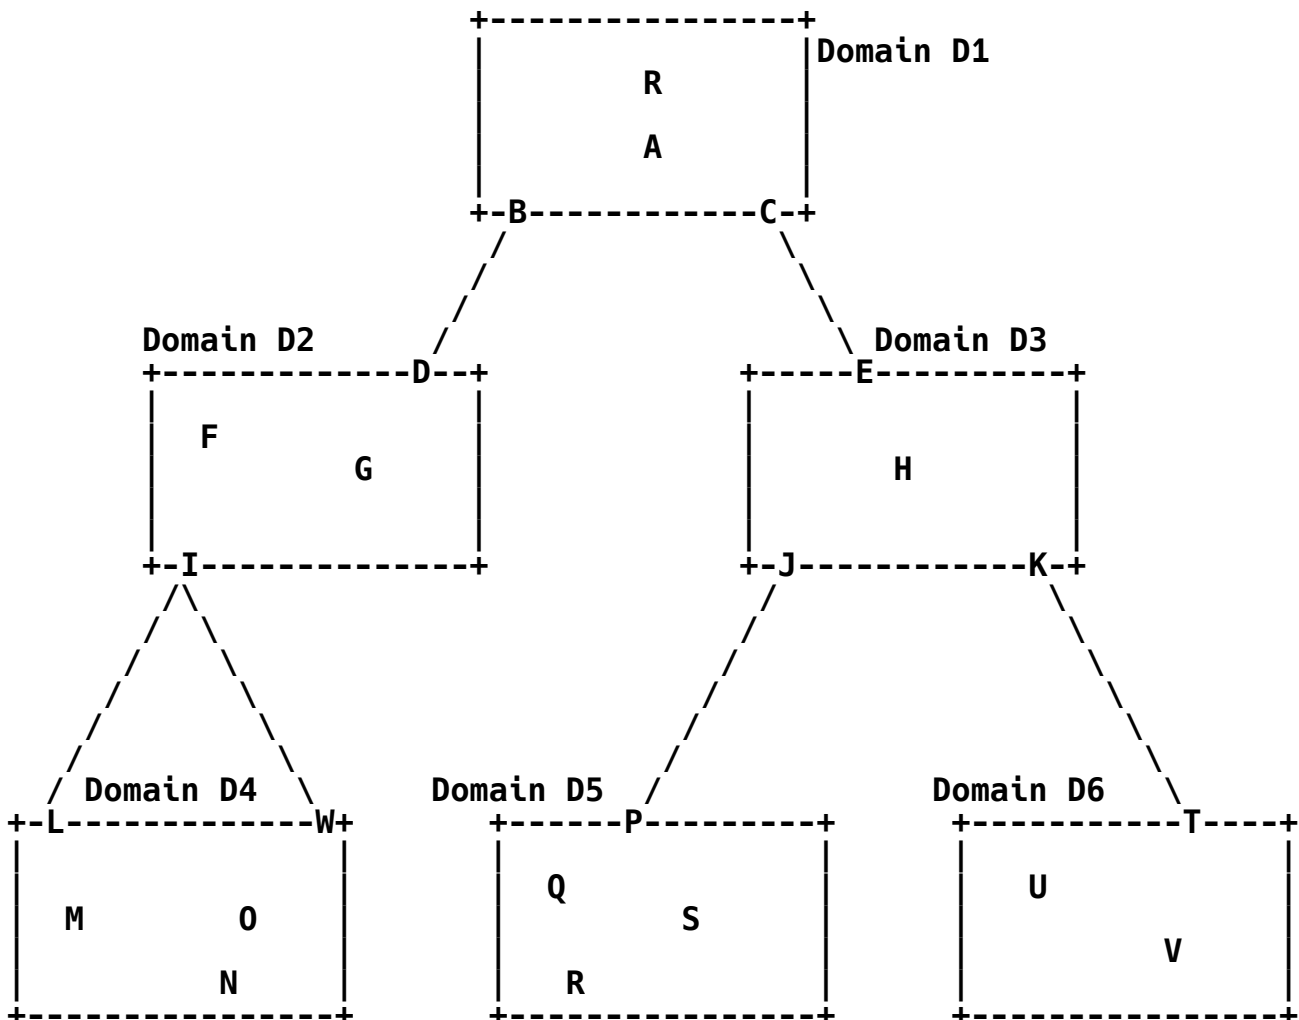 Domain D1
R
A
B C
Domain D2 Domain D3
D E
F
G H
I J K
Domain D4 Domain D5 Domain D6
L W P T
Q U
M O S
V
N R